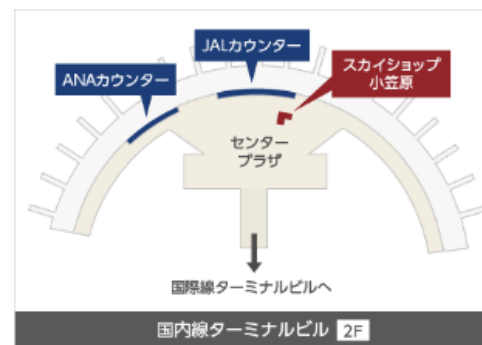 JALカウンター
ANAカウンター
スカイショップ
小笠原
センター
プラザ
国際線ターミナルビルへ
国内線ターミナルビル 2F